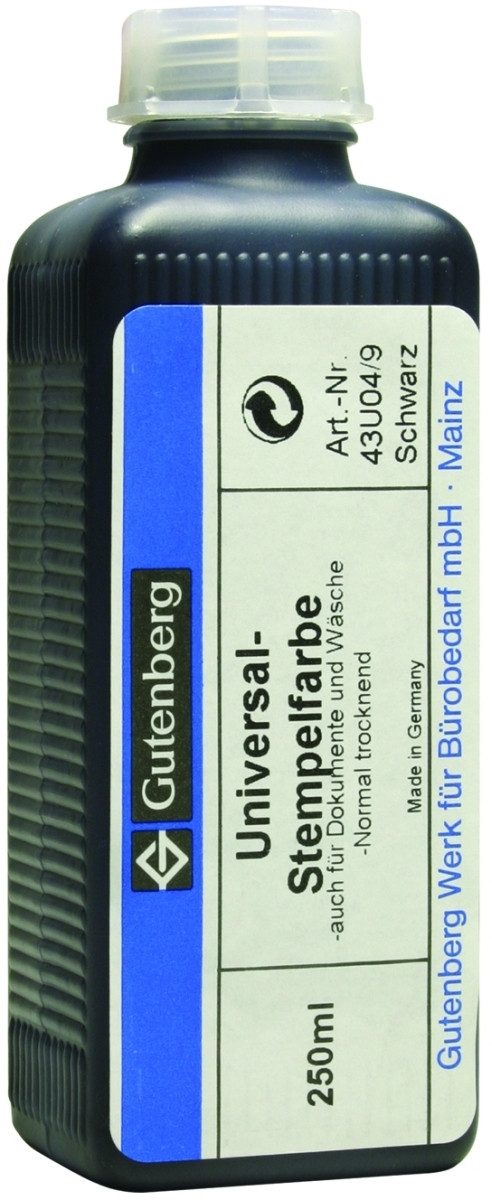 Gutenberg
Universal-
Stempelfarbe
-auch für Dokumente und Wäsche
-Normal trocknend
Made in Germany
250ml
Art.-Nr.
43U04/9
Schwarz
Gutenberg Werk für Bürobedarf mbH · Mainz